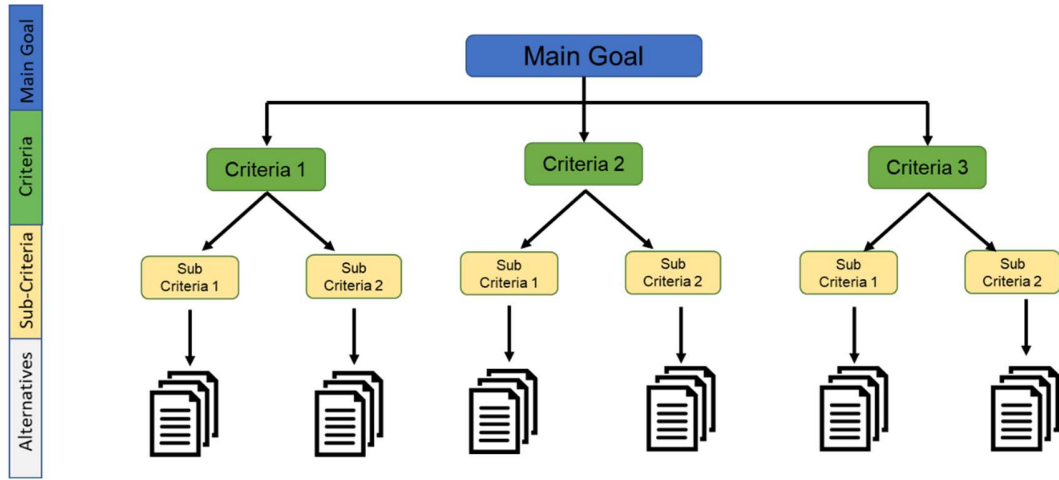 Main Goal
Main Goal
Criteria
Criteria 1
Criteria 2
Criteria 3
Sub-Criteria
Sub
Criteria 1
Sub
Criteria 2
Sub
Criteria 1
Sub
Criteria 2
Sub
Criteria 1
Sub
Criteria 2
Alternatives